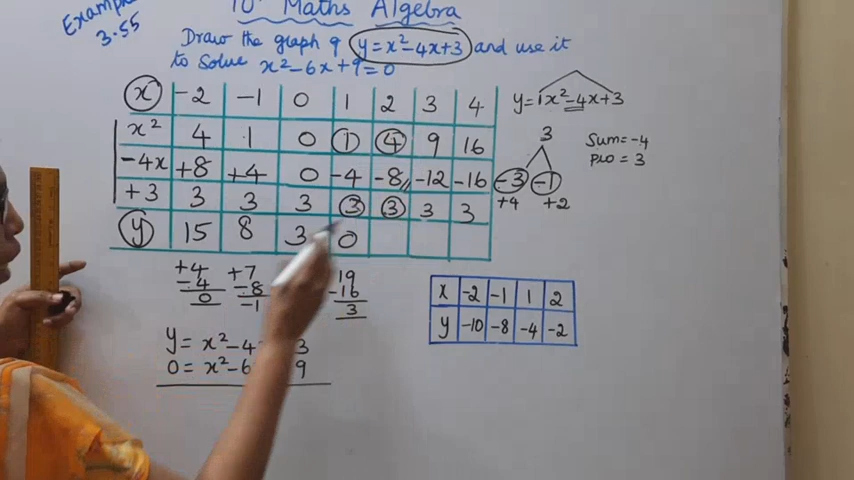 10 Maths Algebra
Example
3.55
Draw the graph of y=x²-4x+3 and use it
to solve x²-6x+9=0
x -2 -1 0 1 2 3 4
x² 4 1 0 1 4 9 16
-4x +8 +4 0 -4 -8 -12 -16
+3 3 3 3 3 3 3 3
y 15 8 3 0
y=1x²-4x+3
3
-3 -1
+4 +2
Sum=-4
pro=3
+4 +7 19
-4 -8 -16
0 -1 3
y= x²-4 3
0= x²-6 9
x -2 -1 1 2
y -10 -8 -4 -2